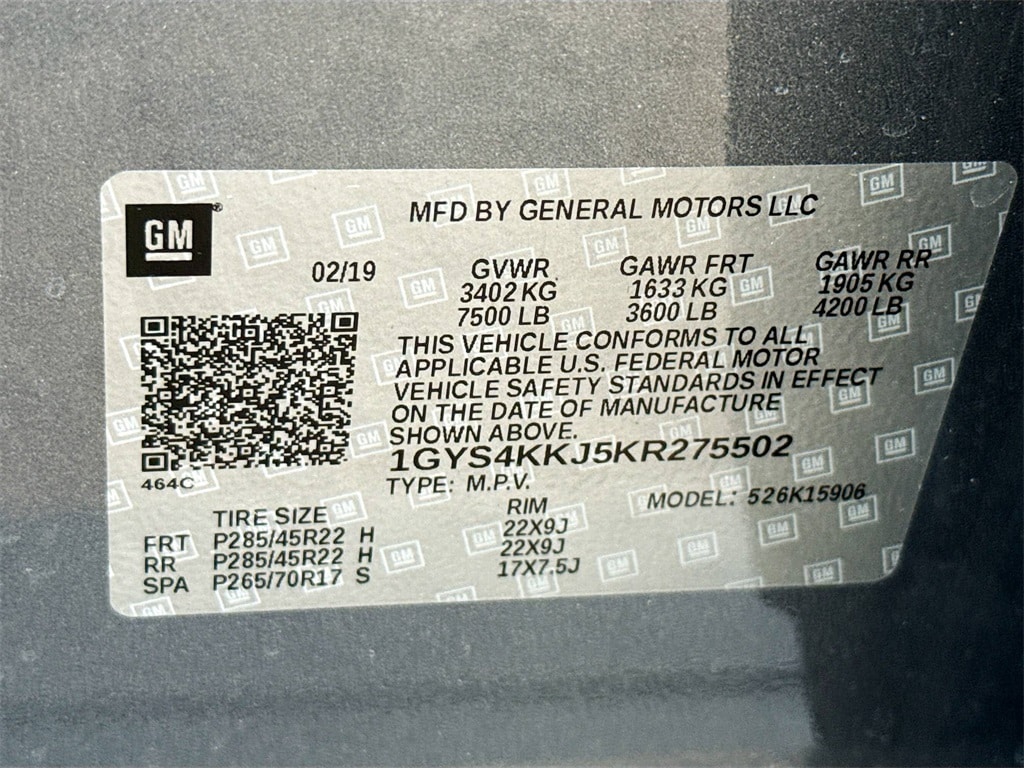 GM ®
MFD BY GENERAL MOTORS LLC
02/19
GVWR GAWR FRT GAWR RR
3402 KG 1633 KG 1905 KG
7500 LB 3600 LB 4200 LB
THIS VEHICLE CONFORMS TO ALL
APPLICABLE U.S. FEDERAL MOTOR
VEHICLE SAFETY STANDARDS IN EFFECT
ON THE DATE OF MANUFACTURE
SHOWN ABOVE.
1GYS4KKJ5KR275502
464C
TYPE: M.P.V. MODEL: 526K15906
TIRE SIZE RIM
FRT P285/45R22 H 22X9J
RR P285/45R22 H 22X9J
SPA P265/70R17 S 17X7.5J